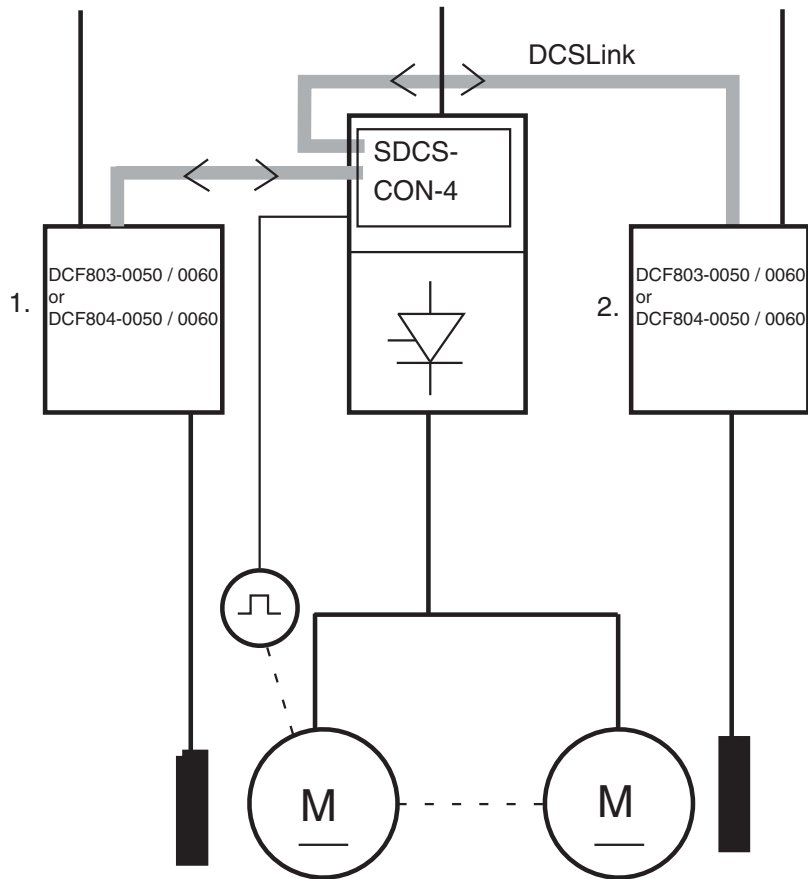 DCSLink
SDCS-
CON-4
1.
DCF803-0050 / 0060
or
DCF804-0050 / 0060
2.
DCF803-0050 / 0060
or
DCF804-0050 / 0060
M
M